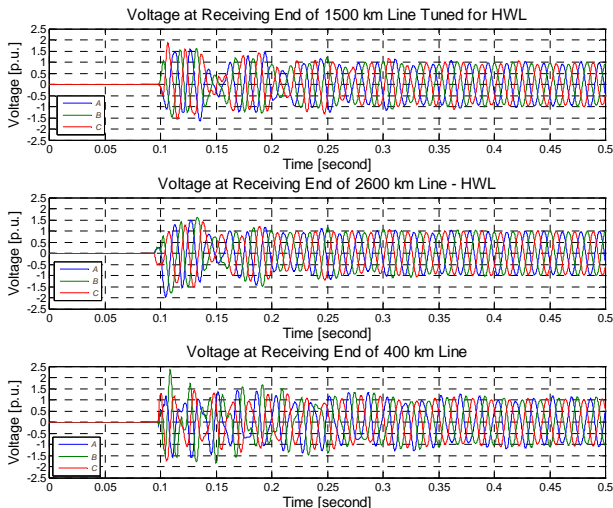 Voltage at Receiving End of 1500 km Line Tuned for HWL
Voltage [p.u.]
2.5
2
1.5
1
0.5
0
-0.5
-1
-1.5
-2
-2.5
A
B
C
0 0.05 0.1 0.15 0.2 0.25 0.3 0.35 0.4 0.45 0.5
Time [second]
Voltage at Receiving End of 2600 km Line - HWL
Voltage [p.u.]
2.5
2
1.5
1
0.5
0
-0.5
-1
-1.5
-2
-2.5
A
B
C
0 0.05 0.1 0.15 0.2 0.25 0.3 0.35 0.4 0.45 0.5
Time [second]
Voltage at Receiving End of 400 km Line
Voltage [p.u.]
2.5
2
1.5
1
0.5
0
-0.5
-1
-1.5
-2
-2.5
A
B
C
0 0.05 0.1 0.15 0.2 0.25 0.3 0.35 0.4 0.45 0.5
Time [second]